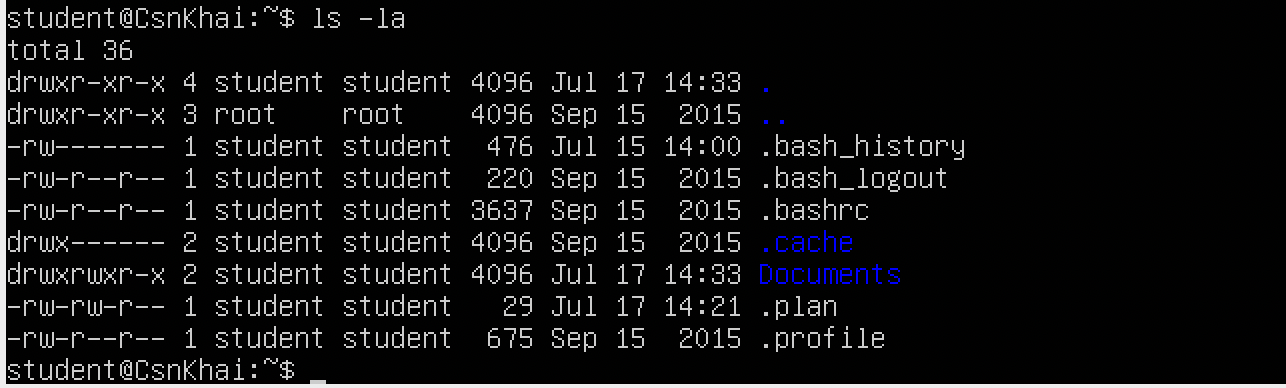 student@CsnKhai:~$ ls -la
total 36
drwxr-xr-x 4 student student 4096 Jul 17 14:33 .
drwxr-xr-x 3 root    root    4096 Sep 15  2015 ..
-rw------- 1 student student  476 Jul 15 14:00 .bash_history
-rw-r--r-- 1 student student  220 Sep 15  2015 .bash_logout
-rw-r--r-- 1 student student 3637 Sep 15  2015 .bashrc
drwx------ 2 student student 4096 Sep 15  2015 .cache
drwxrwxr-x 2 student student 4096 Jul 17 14:33 Documents
-rw-rw-r-- 1 student student   29 Jul 17 14:21 .plan
-rw-r--r-- 1 student student  675 Sep 15  2015 .profile
student@CsnKhai:~$ _